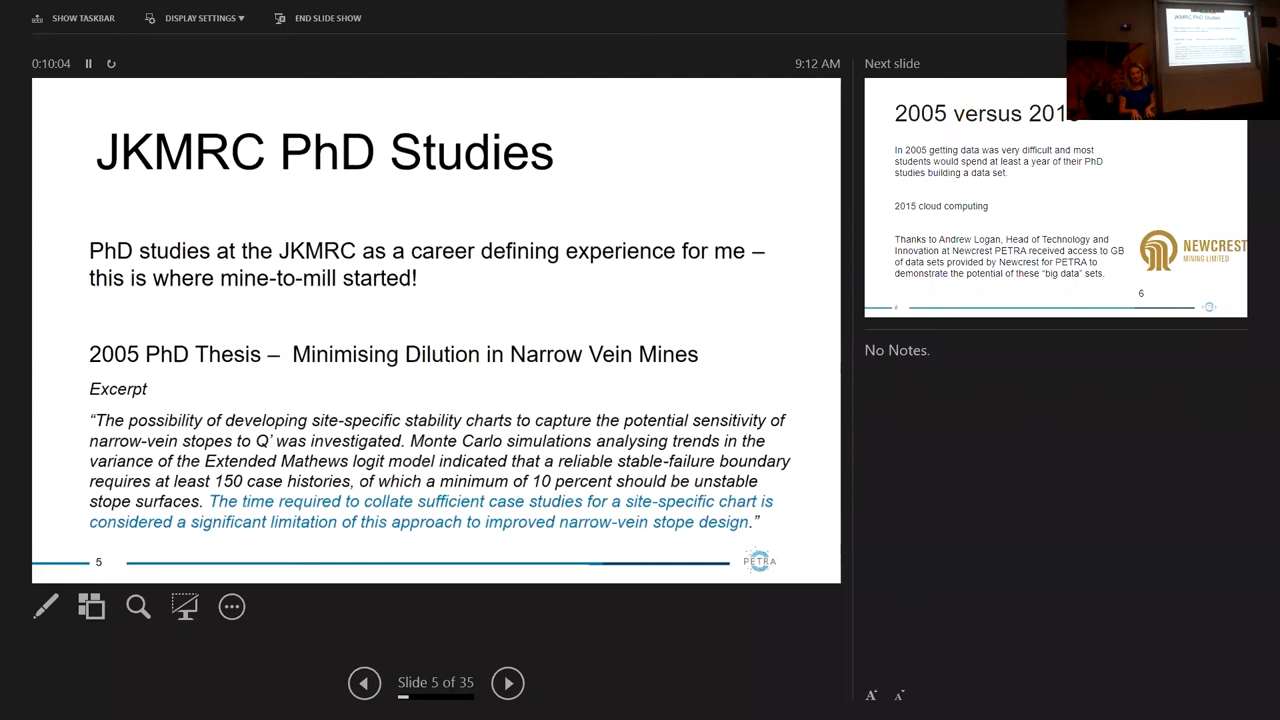 SHOW TASKBAR
DISPLAY SETTINGS ▼
END SLIDE SHOW
0:10:04
9:12 AM
JKMRC PhD Studies
PhD studies at the JKMRC as a career defining experience for me –
this is where mine-to-mill started!
2005 PhD Thesis – Minimising Dilution in Narrow Vein Mines
Excerpt
“The possibility of developing site-specific stability charts to capture the potential sensitivity of
narrow-vein stopes to Q’ was investigated. Monte Carlo simulations analysing trends in the
variance of the Extended Mathews logit model indicated that a reliable stable-failure boundary
requires at least 150 case histories, of which a minimum of 10 percent should be unstable
stope surfaces. The time required to collate sufficient case studies for a site-specific chart is
considered a significant limitation of this approach to improved narrow-vein stope design.”
5
PETRA
Slide 5 of 35
Next slide
2005 versus 201
In 2005 getting data was very difficult and most
students would spend at least a year of their PhD
studies building a data set.
2015 cloud computing
Thanks to Andrew Logan, Head of Technology and
Innovation at Newcrest PETRA received access to GB
of data sets provided by Newcrest for PETRA to
demonstrate the potential of these “big data” sets.
NEWCREST
MINING LIMITED
6
No Notes.
A A
JKMRC PhD Studies